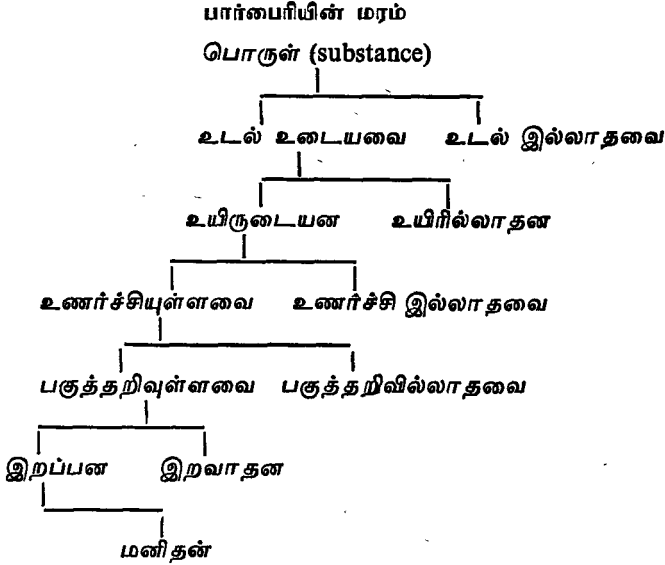 பார்பைரியின் மரம்
பொருள் (substance)
உடல் உடையவை உடல் இல்லாதவை
உயிருடையன உயிரில்லாதன
உணர்ச்சியுள்ளவை உணர்ச்சி இல்லாதவை
பகுத்தறிவுள்ளவை பகுத்தறிவில்லாதவை
இறப்பன இறவாதன
மனிதன்